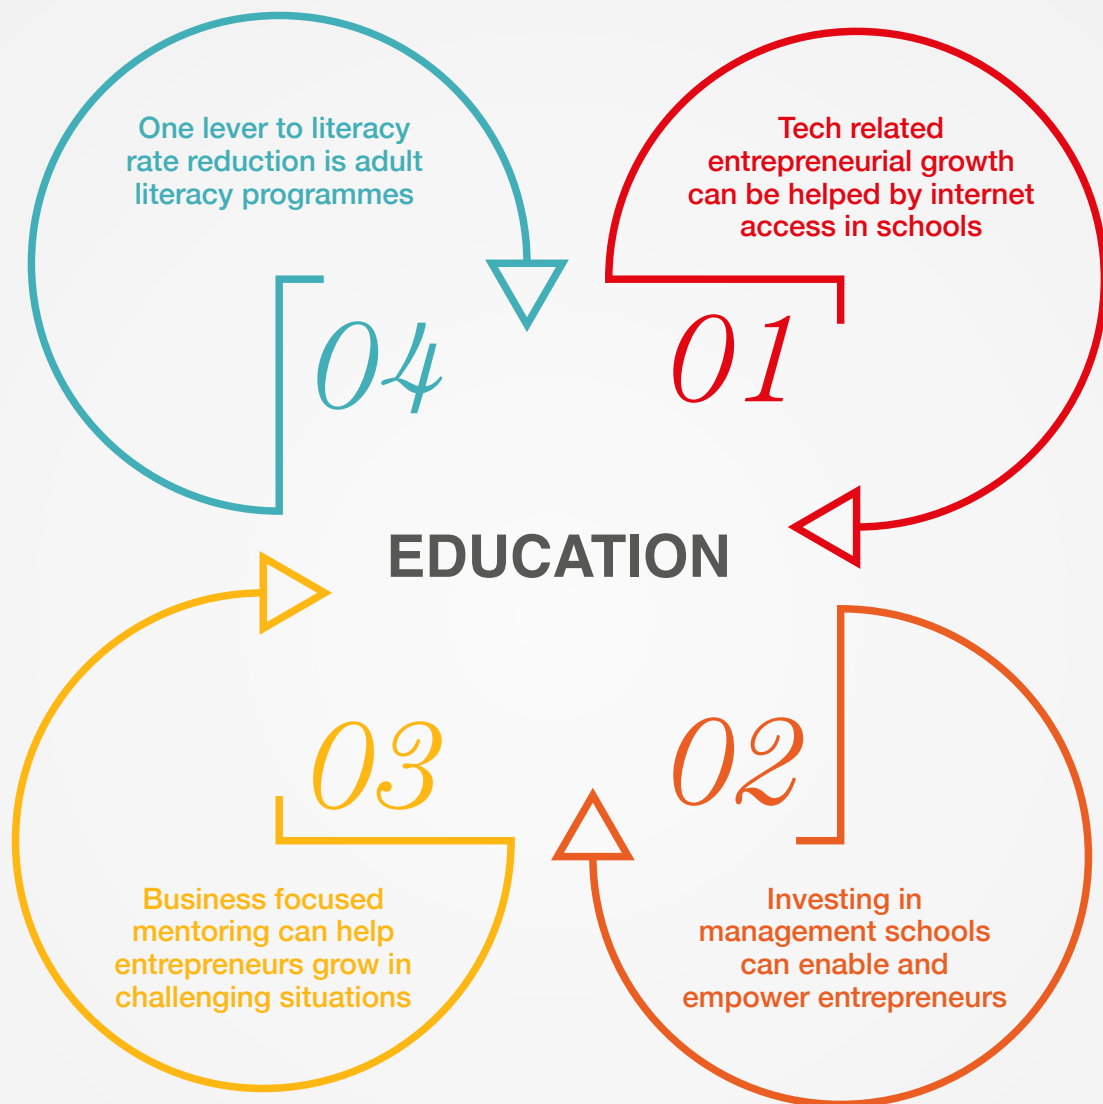 One lever to literacy
rate reduction is adult
literacy programmes
04
Tech related
entrepreneurial growth
can be helped by internet
access in schools
01
EDUCATION
03
Business focused
mentoring can help
entrepreneurs grow in
challenging situations
02
Investing in
management schools
can enable and
empower entrepreneurs